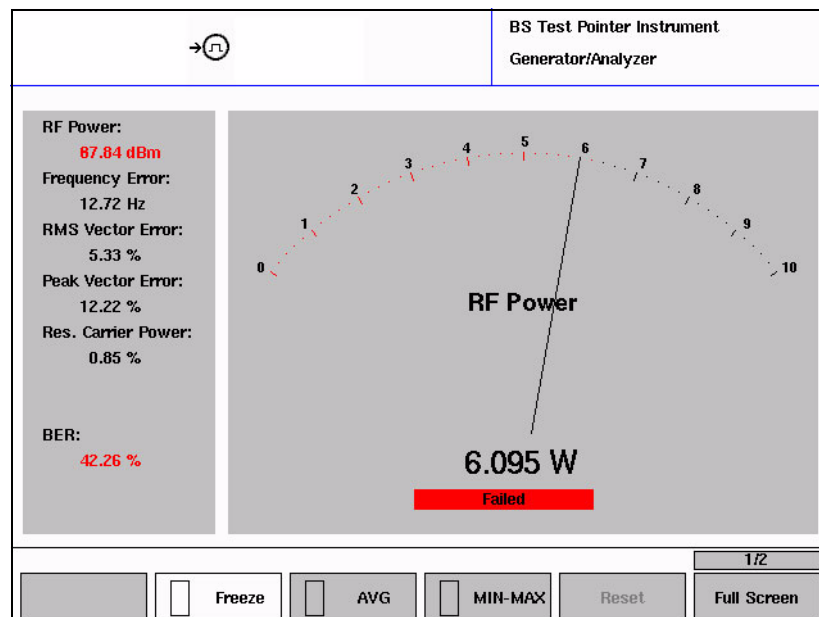 BS Test Pointer Instrument
Generator/Analyzer
RF Power:
67.84 dBm
Frequency Error:
12.72 Hz
RMS Vector Error:
5.33 %
Peak Vector Error:
12.22 %
Res. Carrier Power:
0.85 %
BER:
42.26 %
0
1
2
3
4
5
6
7
8
9
10
RF Power
6.095 W
Failed
1/2
Freeze
AVG
MIN-MAX
Reset
Full Screen